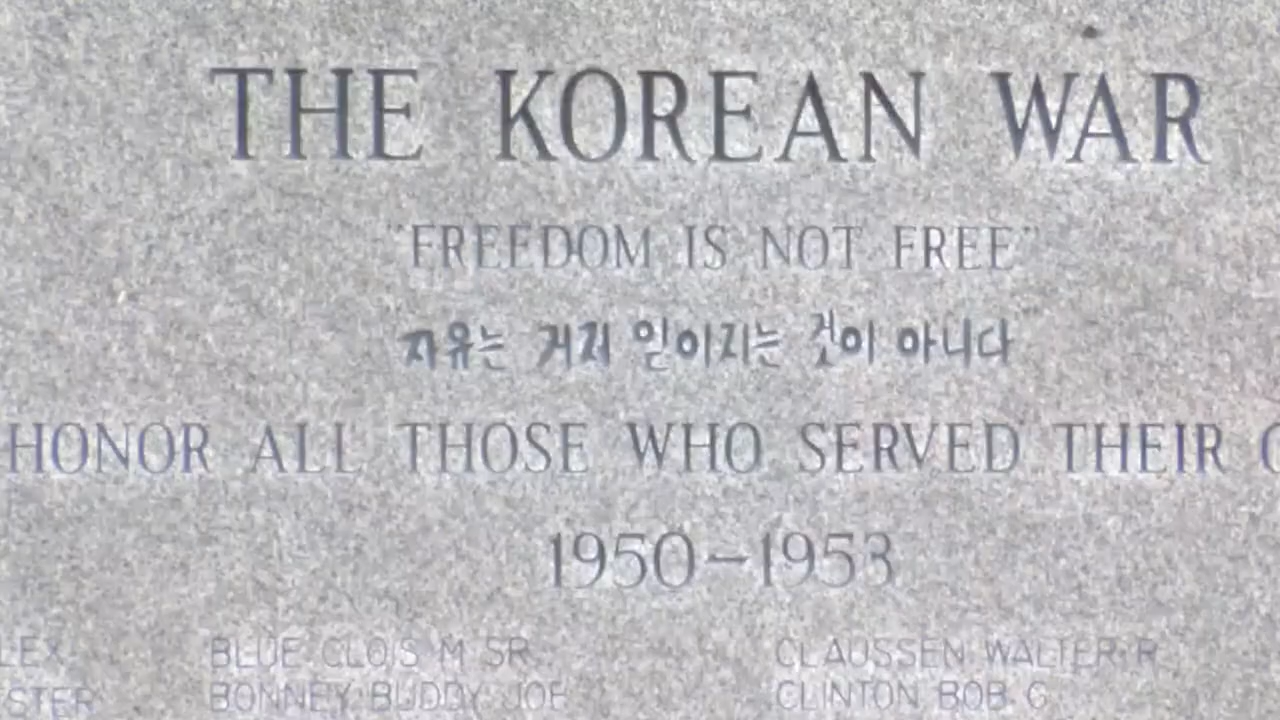 THE KOREAN WAR
"FREEDOM IS NOT FREE"
자유는 거저 얻어지는 것이 아니다
HONOR ALL THOSE WHO SERVED THEIR
1950-1953
BLUE CLOIS M SR. CLAUSSEN WALTER R
BONNEY BUDDY JOE CLINTON BOB G